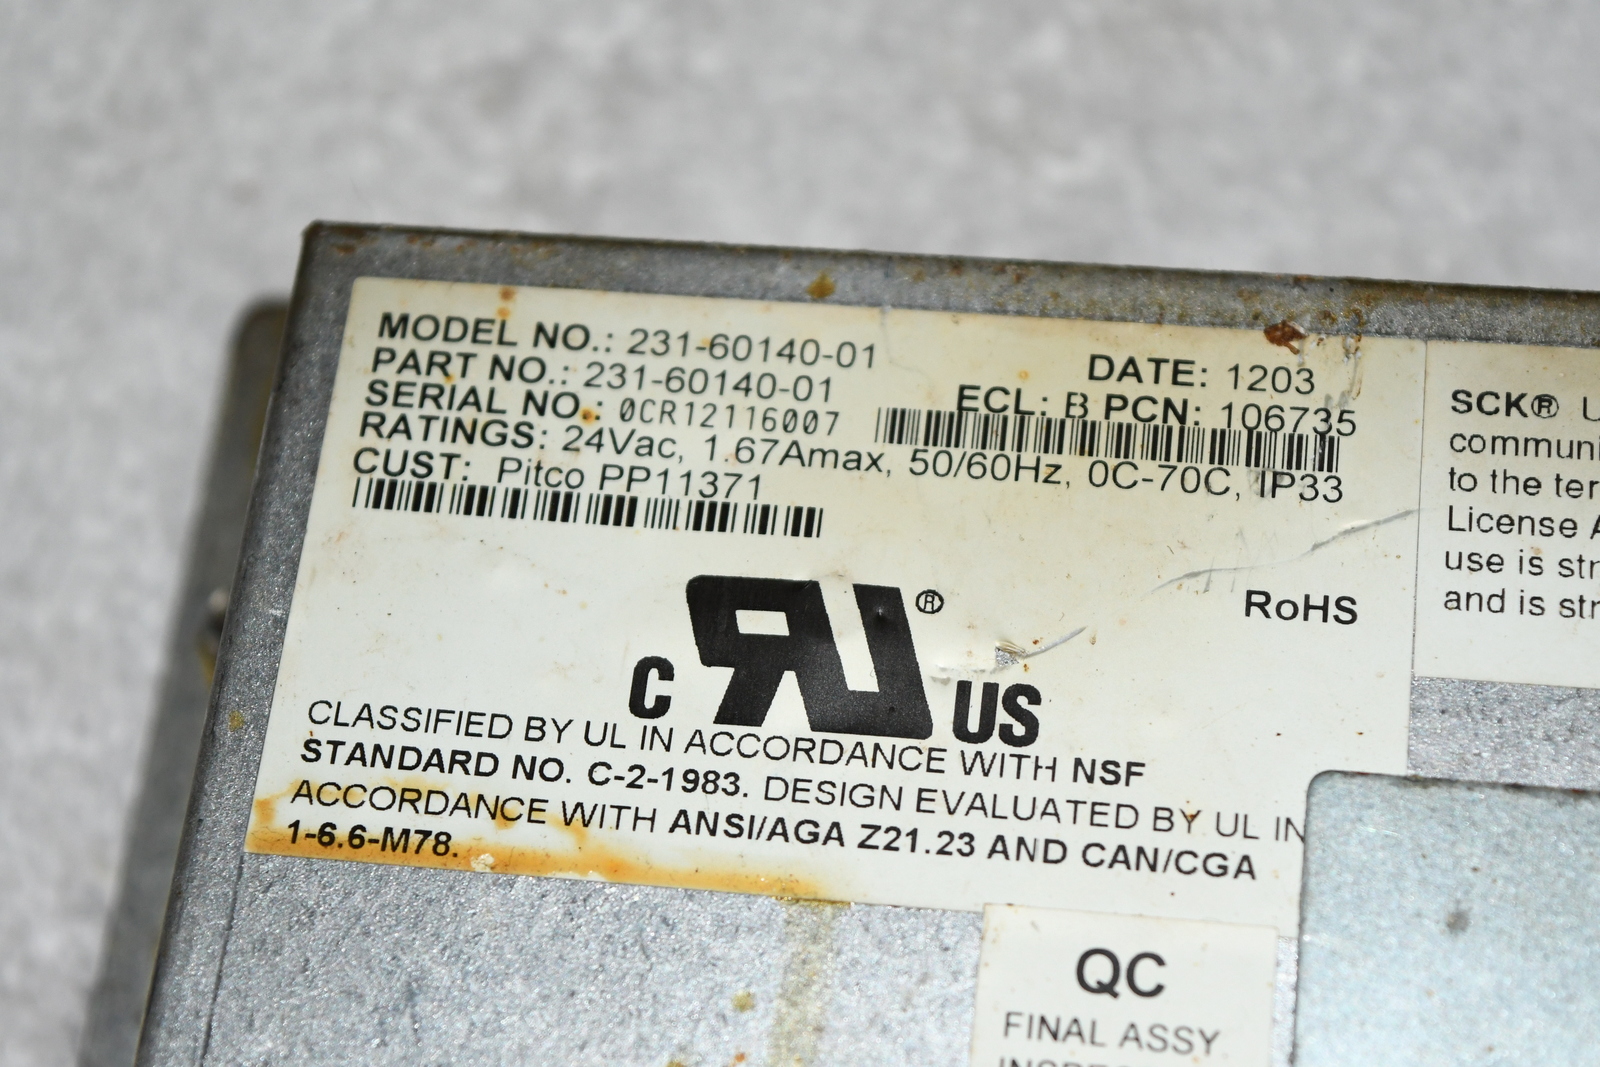 MODEL NO.: 231-60140-01
PART NO.: 231-60140-01
DATE: 1203
SERIAL NO.: 0CR12116007
ECL: B PCN: 106735
RATINGS: 24Vac, 1.67Amax, 50/60Hz, 0C-70C, IP33
CUST: Pitco PP11371
RoHS
C RU ® US
CLASSIFIED BY UL IN ACCORDANCE WITH NSF
STANDARD NO. C-2-1983. DESIGN EVALUATED BY UL IN
ACCORDANCE WITH ANSI/AGA Z21.23 AND CAN/CGA
1-6.6-M78.
SCK® U
communi
to the ter
License A
use is str
and is str
QC
FINAL ASSY